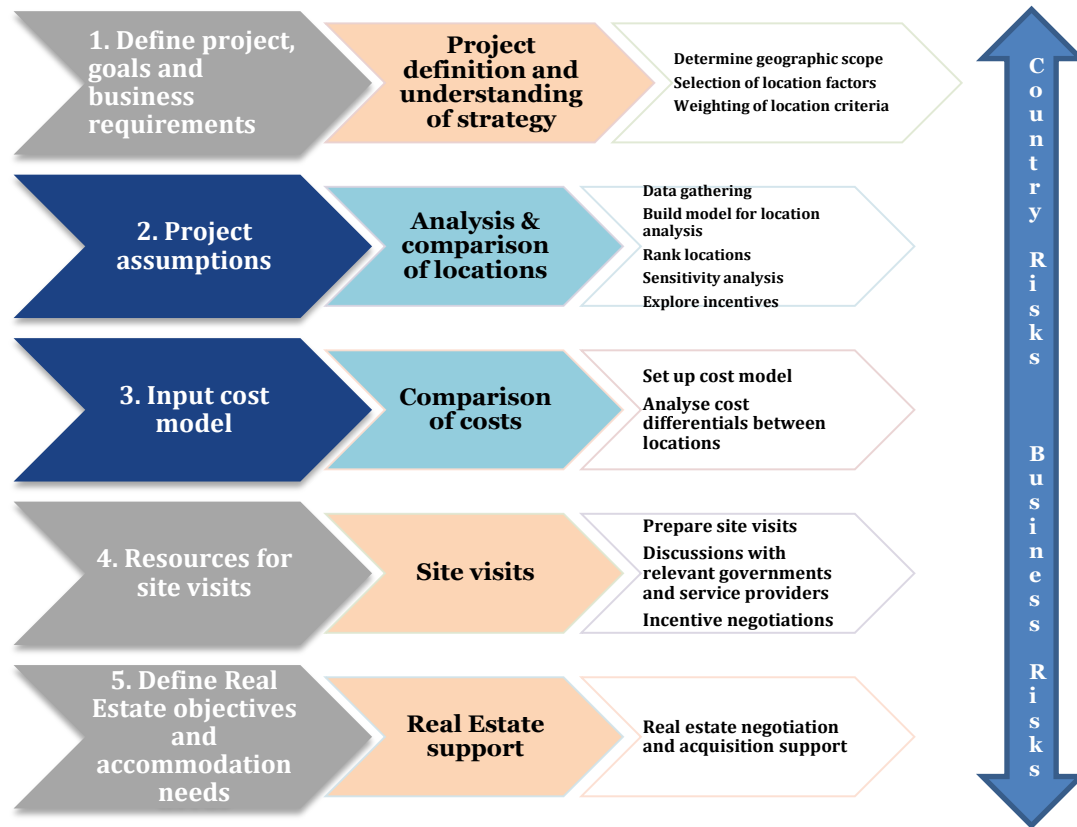 1. Define project,
goals and
business
requirements
Project
definition and
understanding
of strategy
Determine geographic scope
Selection of location factors
Weighting of location criteria
2. Project
assumptions
Analysis &
comparison
of locations
Data gathering
Build model for location
analysis
Rank locations
Sensitivity analysis
Explore incentives
3. Input cost
model
Comparison
of costs
Set up cost model
Analyse cost
differentials between
locations
4. Resources for
site visits
Site visits
Prepare site visits
Discussions with
relevant governments
and service providers
Incentive negotiations
5. Define Real
Estate objectives
and
accommodation
needs
Real Estate
support
Real estate negotiation
and acquisition support
Country Risks Business Risks